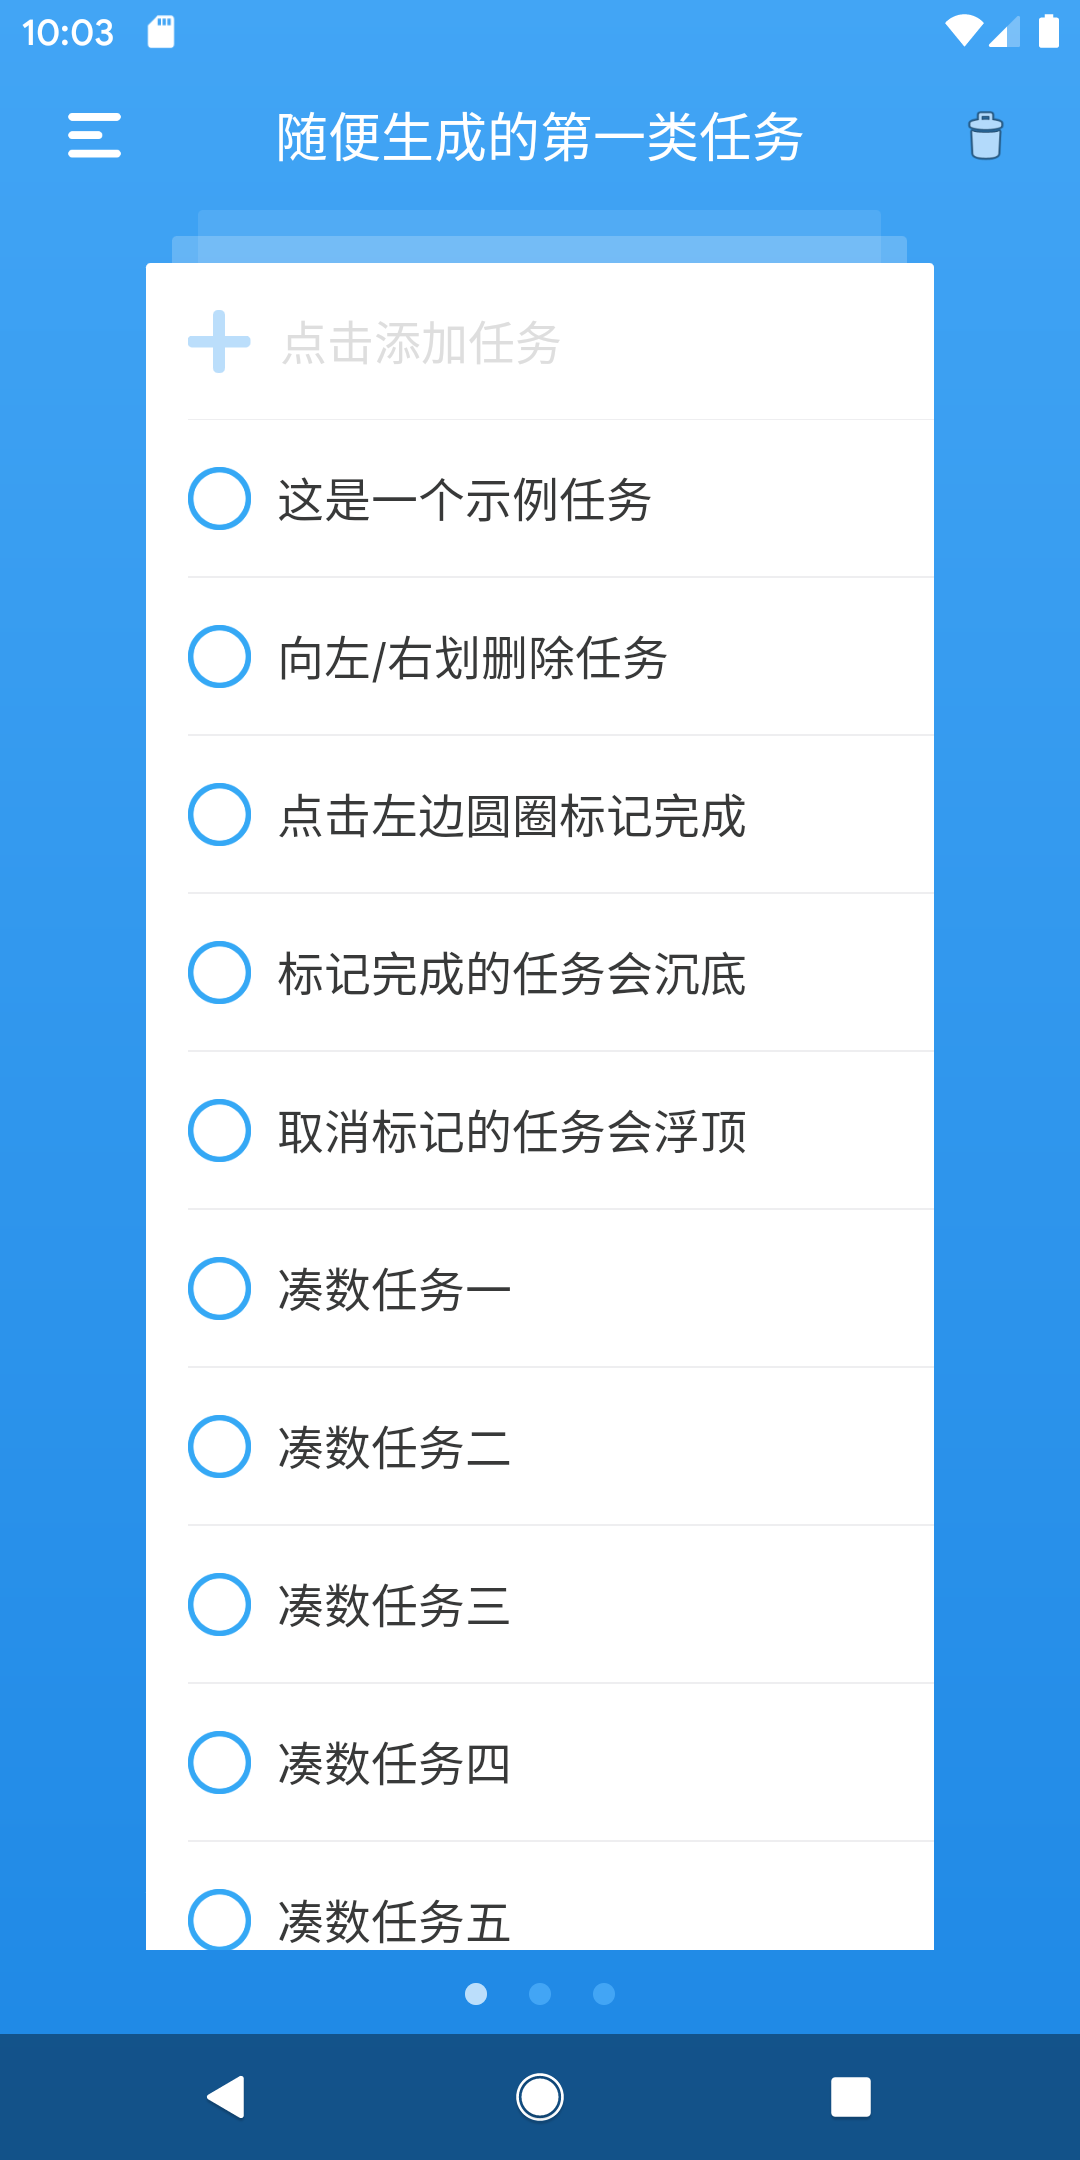 10:03
随便生成的第一类任务
点击添加任务
这是一个示例任务
向左/右划删除任务
点击左边圆圈标记完成
标记完成的任务会沉底
取消标记的任务会浮顶
凑数任务一
凑数任务二
凑数任务三
凑数任务四
凑数任务五